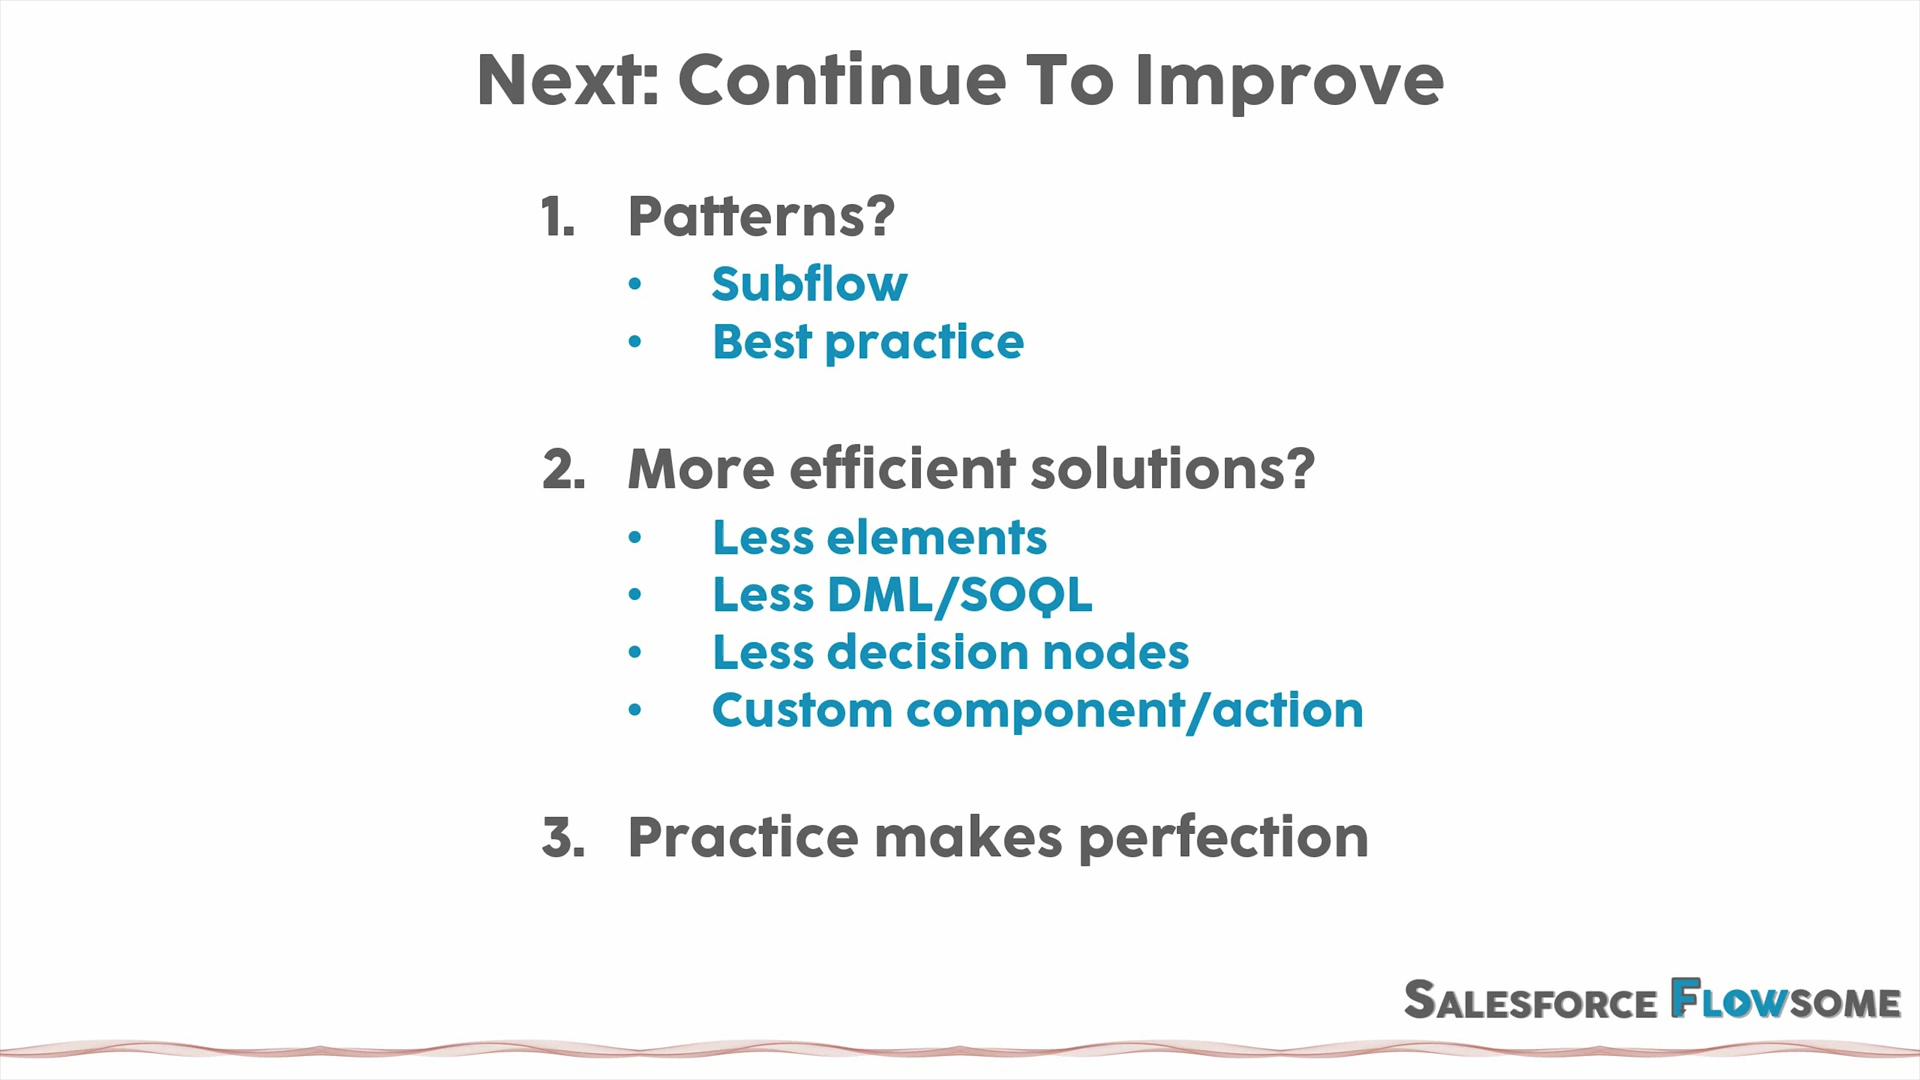 Next: Continue To Improve
1. Patterns?
• Subflow
• Best practice
2. More efficient solutions?
• Less elements
• Less DML/SOQL
• Less decision nodes
• Custom component/action
3. Practice makes perfection
SALESFORCE FLOWSOME